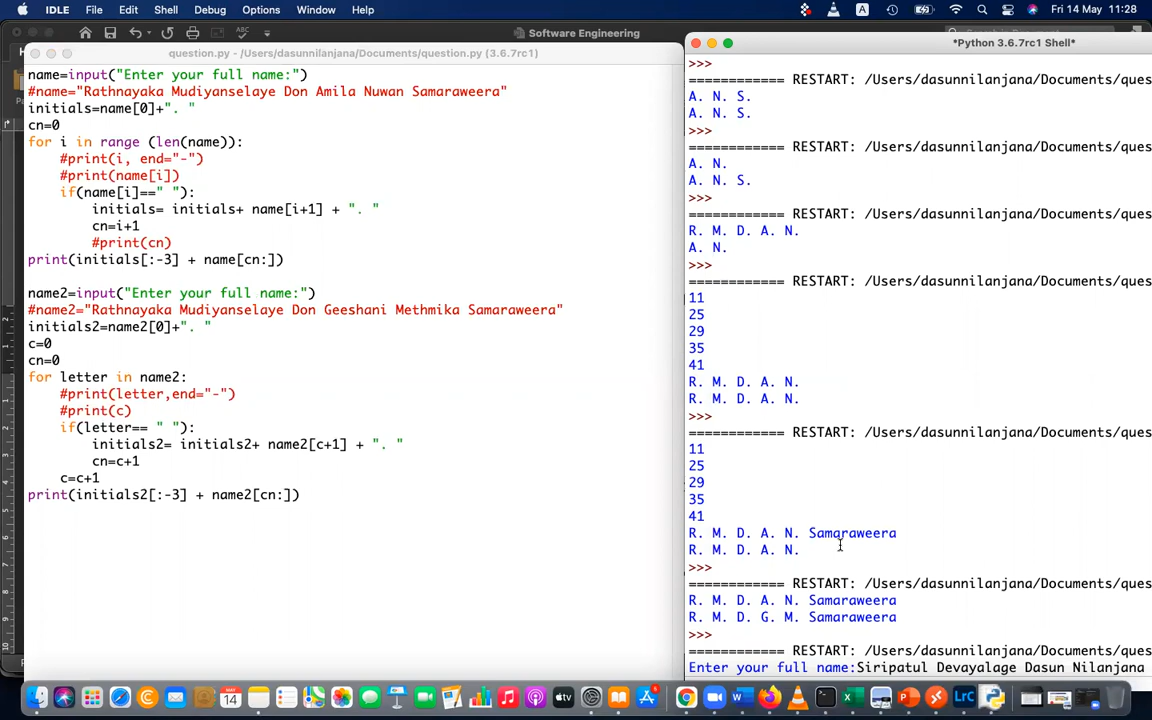 IDLE File Edit Shell Debug Options Window Help
A
Fri 14 May 11:28
Software Engineering
question.py - /Users/dasunnilanjana/Documents/question.py (3.6.7rc1)
name=input("Enter your full name:")
#name="Rathnayaka Mudiyanselaye Don Amila Nuwan Samaraweera"
initials=name[0]+". "
cn=0
for i in range (len(name)):
    #print(i, end="-")
    #print(name[i])
    if(name[i]==" "):
        initials= initials+ name[i+1] + ". "
        cn=i+1
        #print(cn)
print(initials[:-3] + name[cn:])
name2=input("Enter your full name:")
#name2="Rathnayaka Mudiyanselaye Don Geeshani Methmika Samaraweera"
initials2=name2[0]+". "
c=0
cn=0
for letter in name2:
    #print(letter,end="-")
    #print(c)
    if(letter== " "):
        initials2= initials2+ name2[c+1] + ". "
        cn=c+1
    c=c+1
print(initials2[:-3] + name2[cn:])
*Python 3.6.7rc1 Shell*
>>>
============ RESTART: /Users/dasunnilanjana/Documents/ques
A. N. S.
A. N. S.
>>>
============ RESTART: /Users/dasunnilanjana/Documents/ques
A. N.
A. N. S.
>>>
============ RESTART: /Users/dasunnilanjana/Documents/ques
R. M. D. A. N.
A. N.
>>>
============ RESTART: /Users/dasunnilanjana/Documents/ques
11
25
29
35
41
R. M. D. A. N.
R. M. D. A. N.
>>>
============ RESTART: /Users/dasunnilanjana/Documents/ques
11
25
29
35
41
R. M. D. A. N. Samaraweera
R. M. D. A. N.
>>>
============ RESTART: /Users/dasunnilanjana/Documents/ques
R. M. D. A. N. Samaraweera
R. M. D. G. M. Samaraweera
>>>
============ RESTART: /Users/dasunnilanjana/Documents/ques
Enter your full name:Siripatul Devayalage Dasun Nilanjana